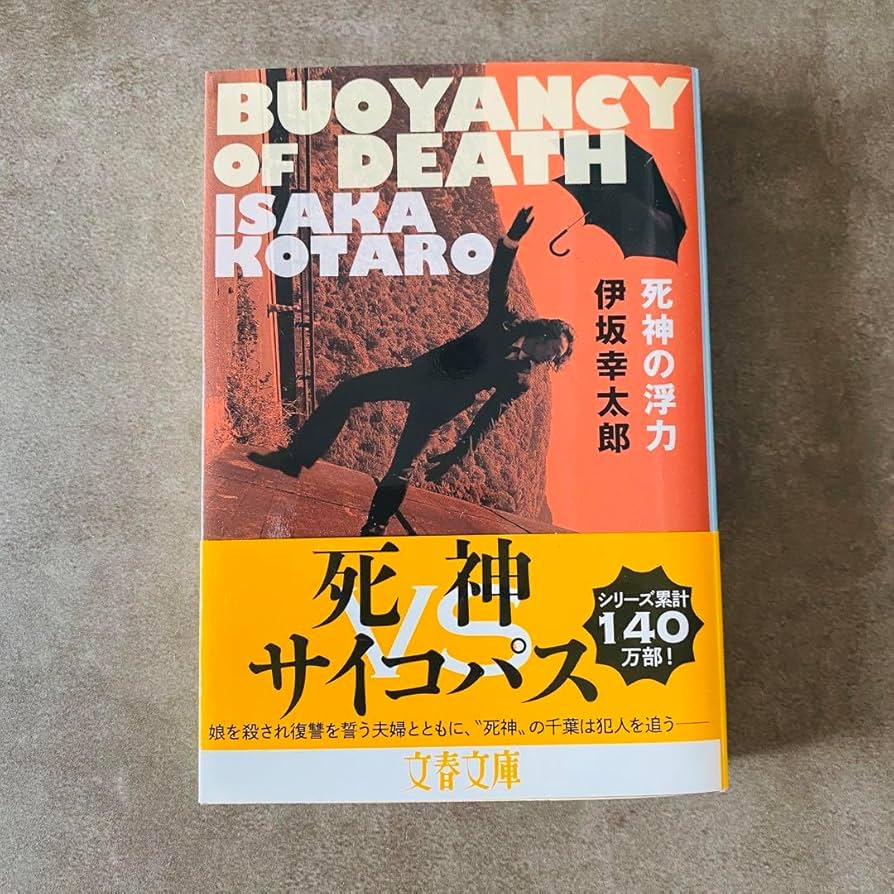 BUOYANCY
OF DEATH
ISAKA
KOTARO
死神の浮力
伊坂幸太郎
死神
VS
サイコパス
シリーズ累計
140
万部!
娘を殺され復讐を誓う夫婦とともに、〝死神〟の千葉は犯人を追う――
文春文庫